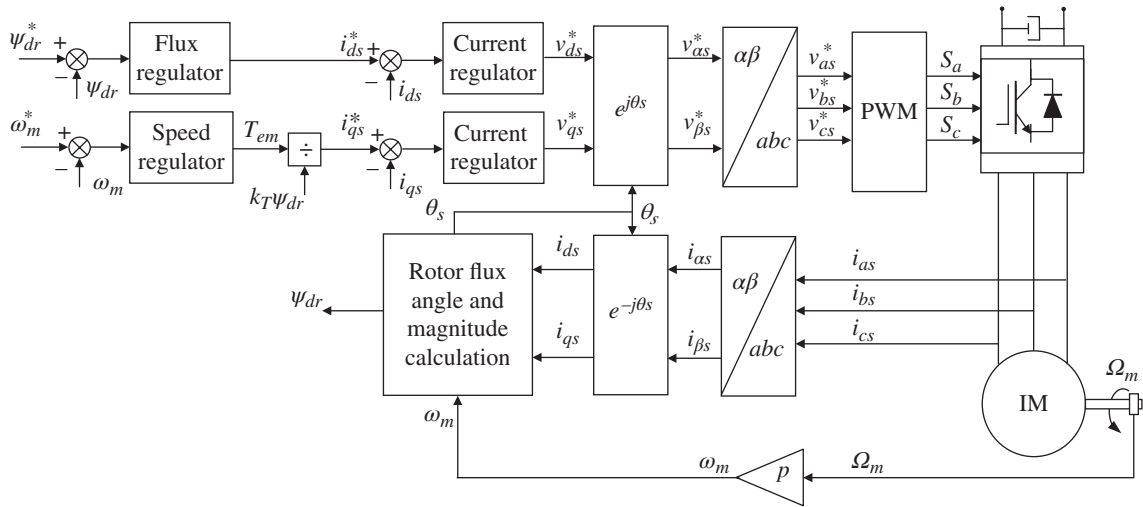 ψ*dr + − ψdr
Flux regulator
i*ds + − ids
Current regulator
v*ds
e^jθs
v*αs
αβ
abc
v*as
v*bs
v*cs
PWM
Sa
Sb
Sc
ω*m + − ωm
Speed regulator
Tem
÷
kTψdr
i*qs + − iqs
Current regulator
v*qs
v*βs
θs
θs
ψdr
Rotor flux angle and magnitude calculation
ids
iqs
e^−jθs
iαs
iβs
αβ
abc
ias
ibs
ics
IM
Ωm
ωm
ωm
p
Ωm